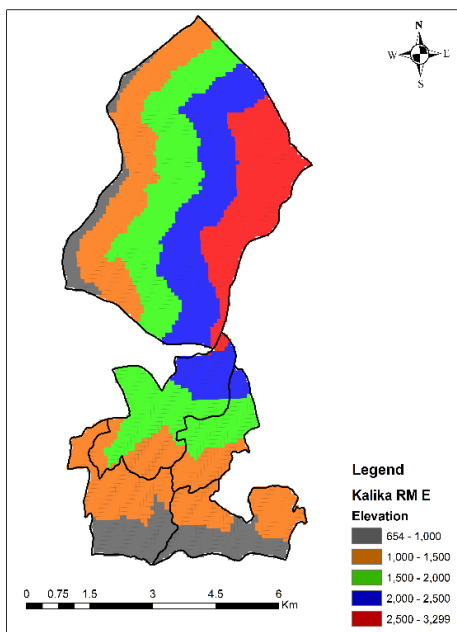 N
W E
S
Legend
Kalika RM E
Elevation
654 - 1,000
1,000 - 1,500
1,500 - 2,000
2,000 - 2,500
2,500 - 3,299
0 0.75 1.5 3 4.5 6
Km